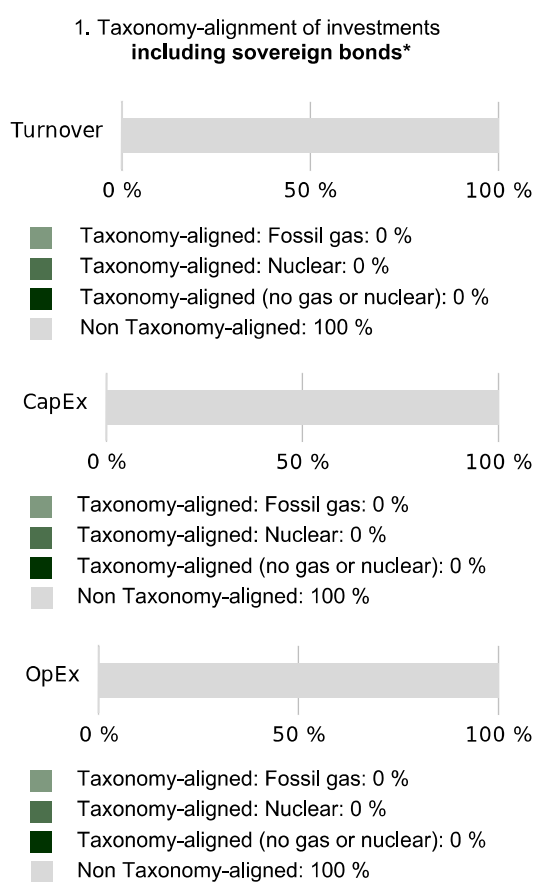 1. Taxonomy-alignment of investments
including sovereign bonds*
Turnover
0 % 50 % 100 %
Taxonomy-aligned: Fossil gas: 0 %
Taxonomy-aligned: Nuclear: 0 %
Taxonomy-aligned (no gas or nuclear): 0 %
Non Taxonomy-aligned: 100 %
CapEx
0 % 50 % 100 %
Taxonomy-aligned: Fossil gas: 0 %
Taxonomy-aligned: Nuclear: 0 %
Taxonomy-aligned (no gas or nuclear): 0 %
Non Taxonomy-aligned: 100 %
OpEx
0 % 50 % 100 %
Taxonomy-aligned: Fossil gas: 0 %
Taxonomy-aligned: Nuclear: 0 %
Taxonomy-aligned (no gas or nuclear): 0 %
Non Taxonomy-aligned: 100 %